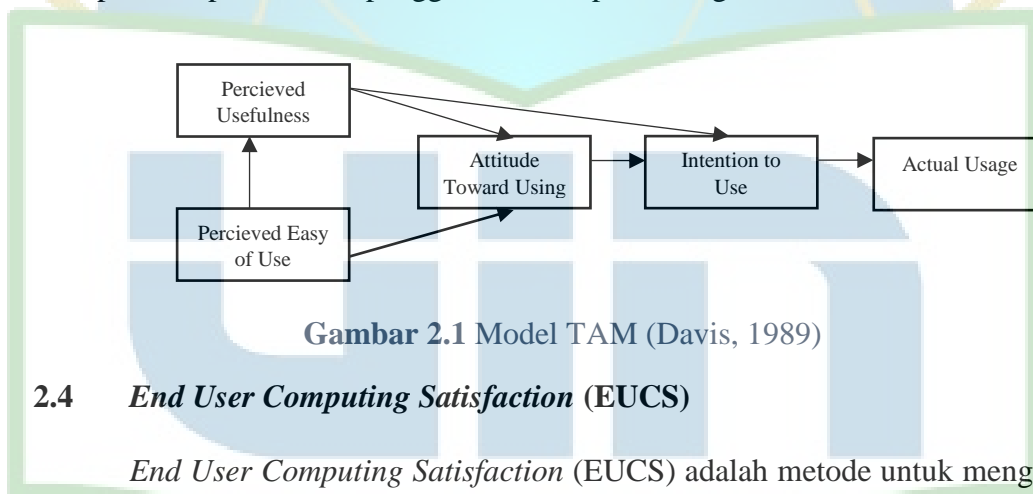 Percieved
Usefulness
Attitude
Toward Using
Intention to
Use
Actual Usage
Percieved Easy
of Use
Gambar 2.1 Model TAM (Davis, 1989)
2.4 End User Computing Satisfaction (EUCS)
End User Computing Satisfaction (EUCS) adalah metode untuk meng